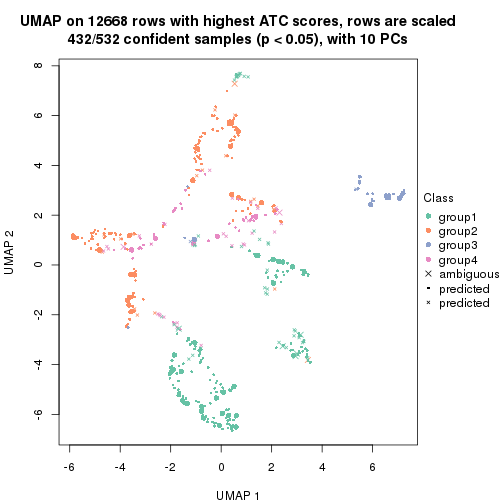 UMAP on 12668 rows with highest ATC scores, rows are scaled
432/532 confident samples (p < 0.05), with 10 PCs
8
6
4
2
0
-2
-4
-6
UMAP 2
-6
-4
-2
0
2
4
6
UMAP 1
Class
group1
group2
group3
group4
ambiguous
predicted
predicted